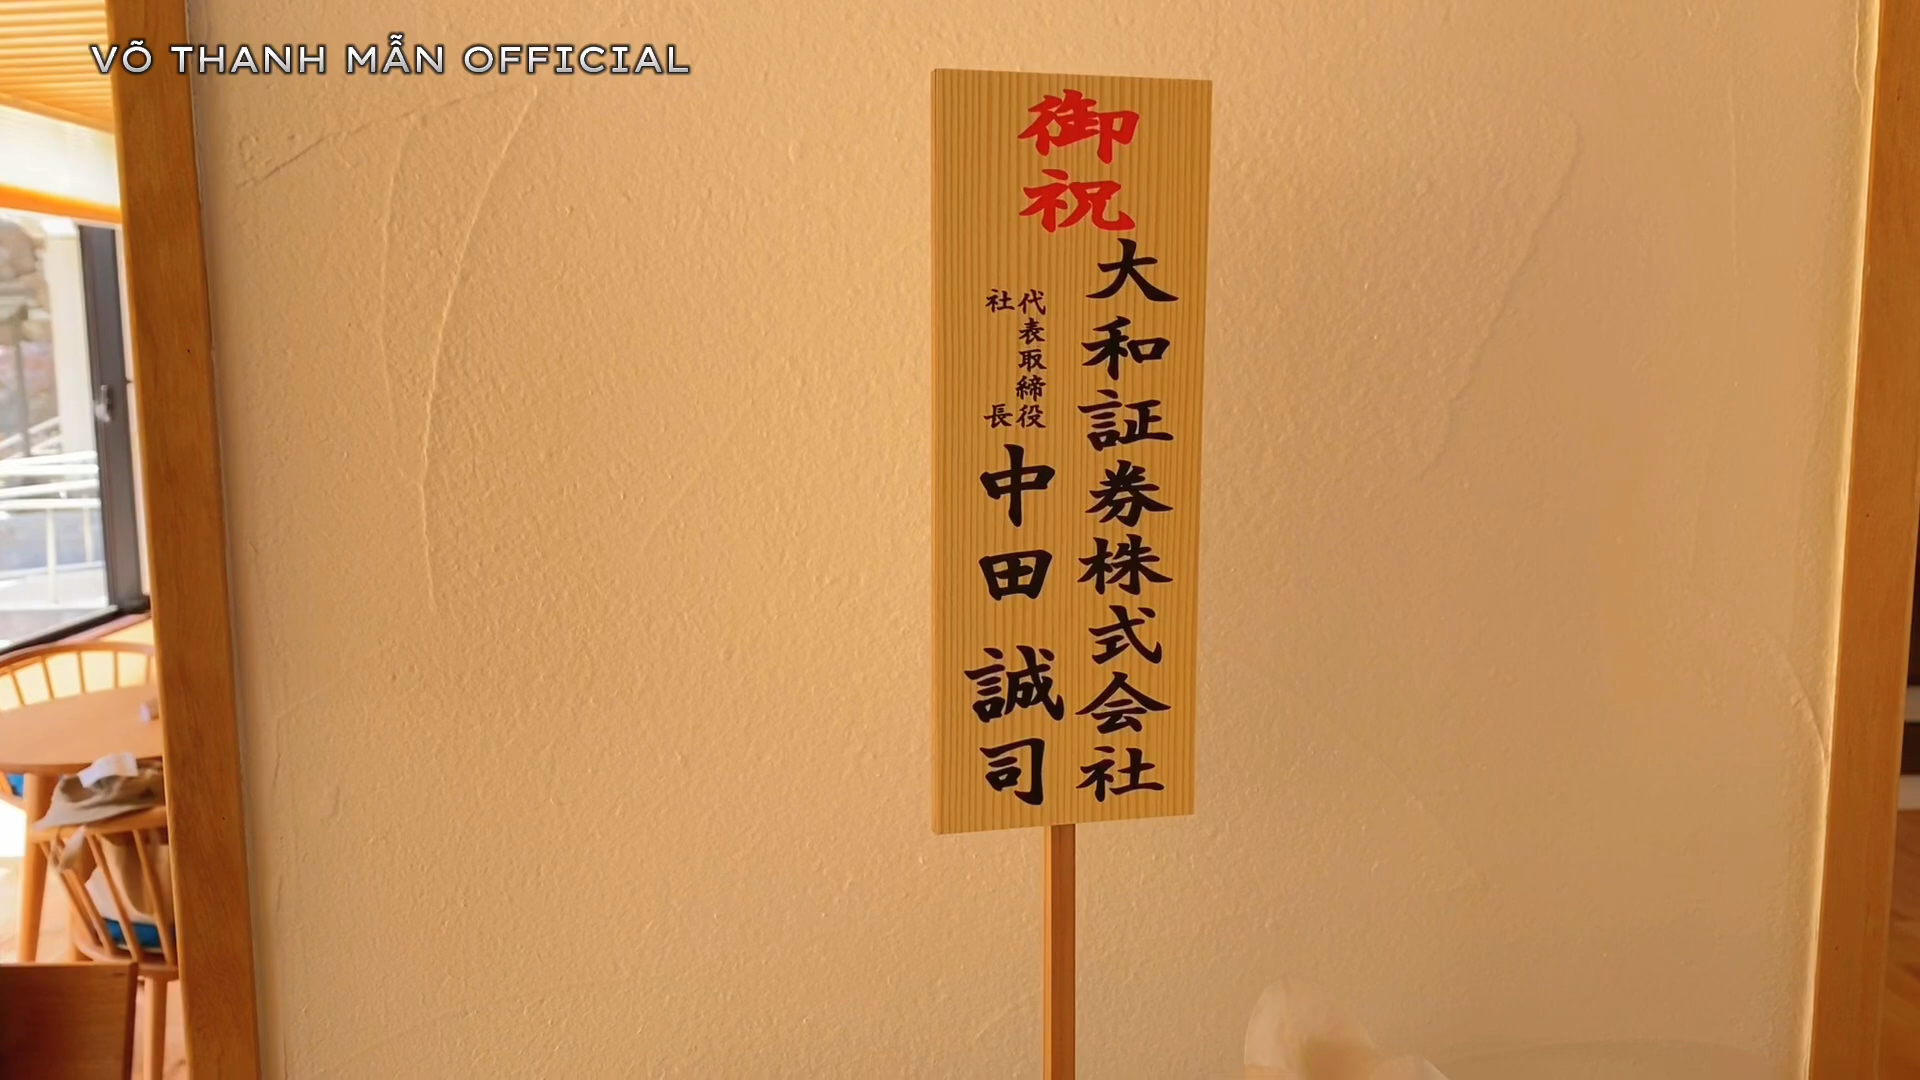 VÕ THANH MẪN OFFICIAL
御祝
大和証券株式会社
代表取締役
社長
中田誠司